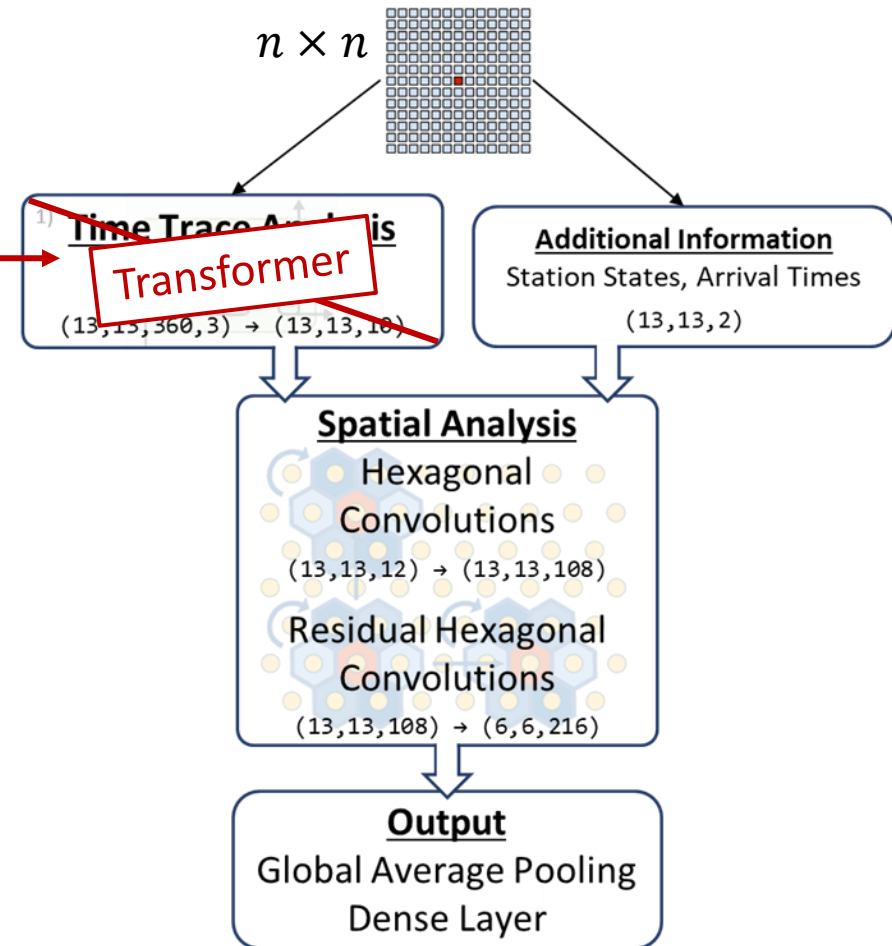 n × n
1)
Time Trace Analysis
Transformer
(13,13,360,3) → (13,13,10)
Additional Information
Station States, Arrival Times
(13,13,2)
Spatial Analysis
Hexagonal
Convolutions
(13,13,12) → (13,13,108)
Residual Hexagonal
Convolutions
(13,13,108) → (6,6,216)
Output
Global Average Pooling
Dense Layer